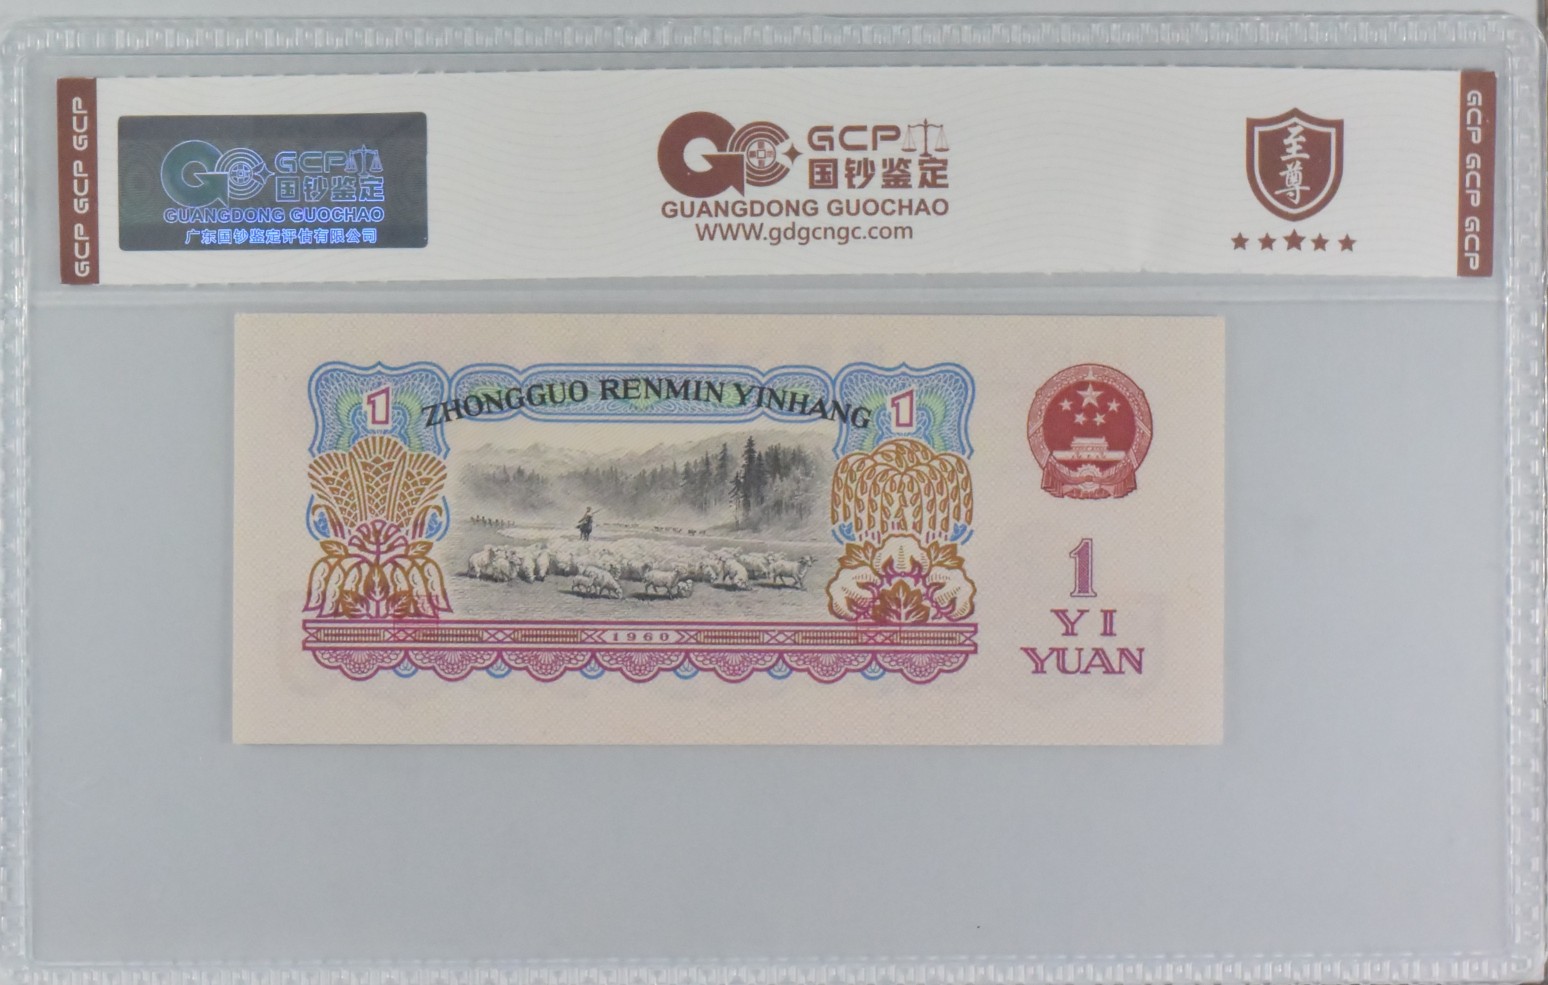 GCP GCP GCP
GCP
国钞鉴定
GUANGDONG GUOCHAO
广东国钞鉴定评估有限公司
GCP
国钞鉴定
GUANGDONG GUOCHAO
WWW.gdgcngc.com
至尊
GCP GCP GCP
1
ZHONGGUO RENMIN YINHANG
1
1960
1
YI
YUAN